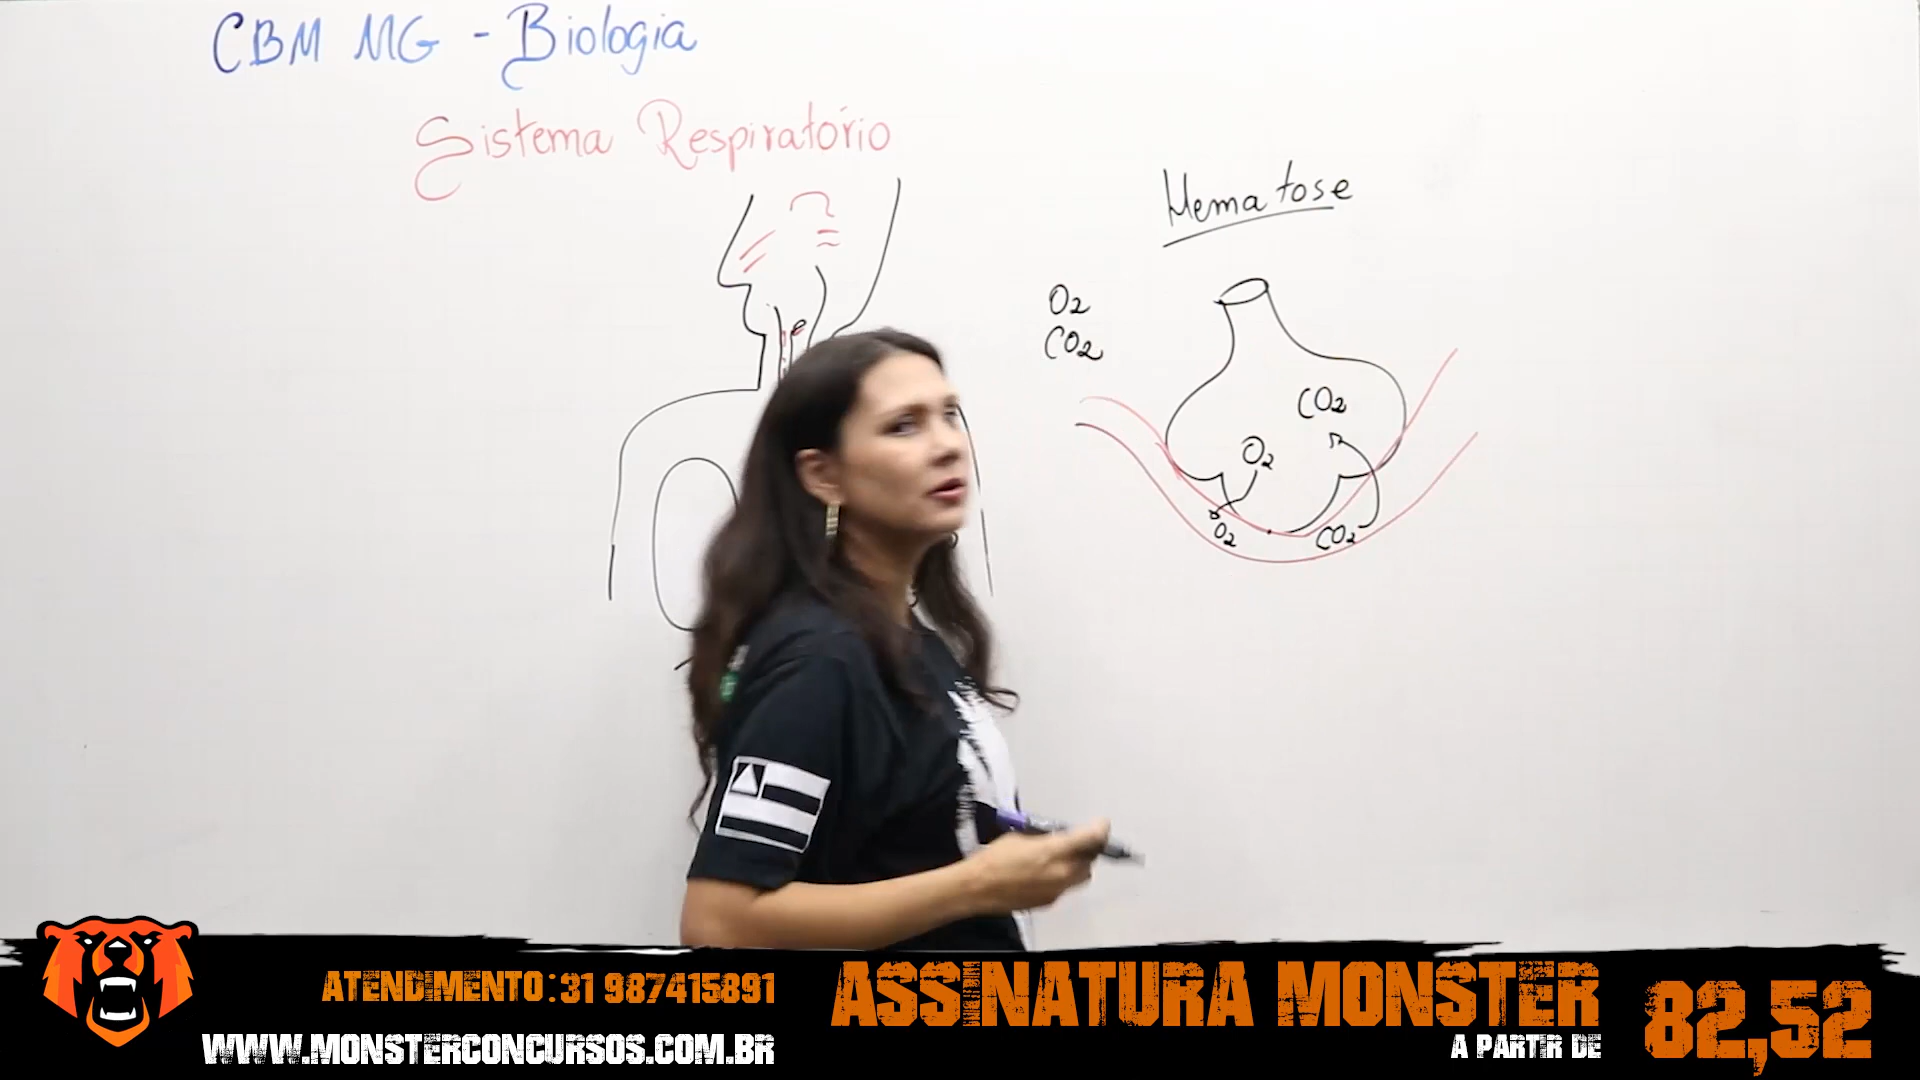 CBM MG - Biologia
Sistema Respiratório
Hematose
O2
CO2
CO2
O2
O2
CO2
ATENDIMENTO: 31 987415891
WWW.MONSTERCONCURSOS.COM.BR
ASSINATURA MONSTER
A PARTIR DE
82,52